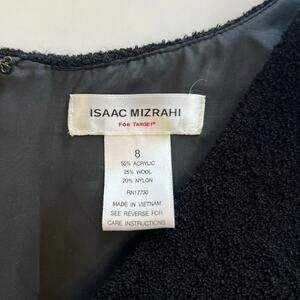 ISAAC MIZRAHI
FOR TARGET®
8
55% ACRYLIC
25% WOOL
20% NYLON
RN17730
MADE IN VIETNAM
SEE REVERSE FOR
CARE INSTRUCTIONS